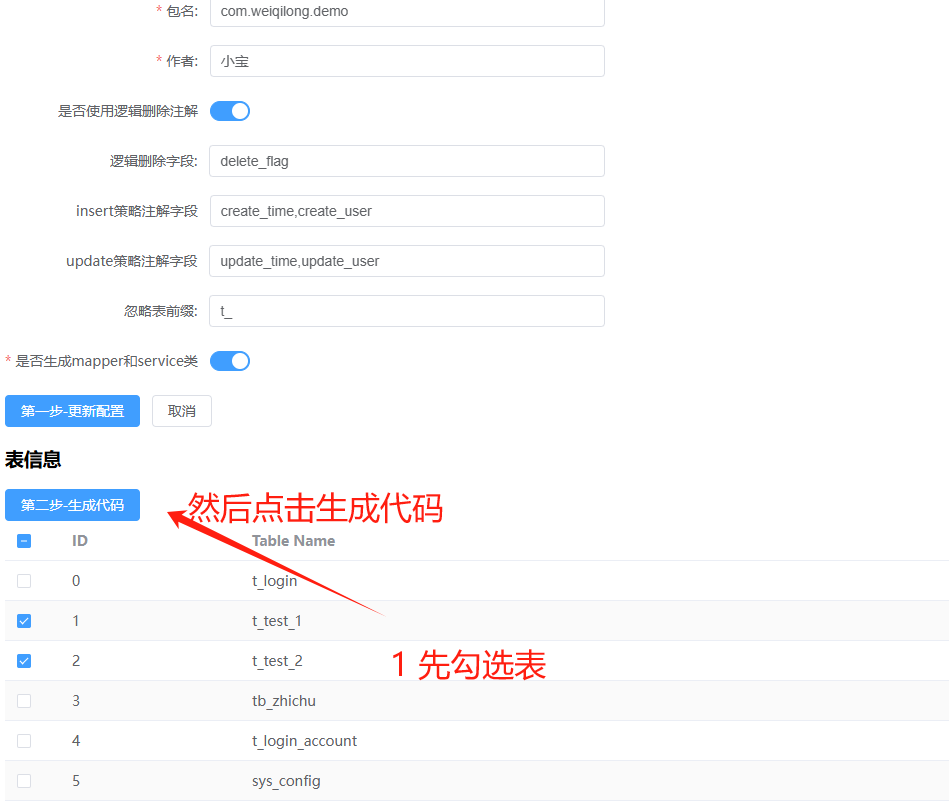 * 包名: com.weiqilong.demo
* 作者: 小宝
是否使用逻辑删除注解
逻辑删除字段: delete_flag
insert策略注解字段 create_time,create_user
update策略注解字段 update_time,update_user
忽略表前缀: t_
* 是否生成mapper和service类
第一步-更新配置 取消
表信息
第二步-生成代码 然后点击生成代码
ID Table Name
0 t_login
1 t_test_1
2 t_test_2
1 先勾选表
3 tb_zhichu
4 t_login_account
5 sys_config